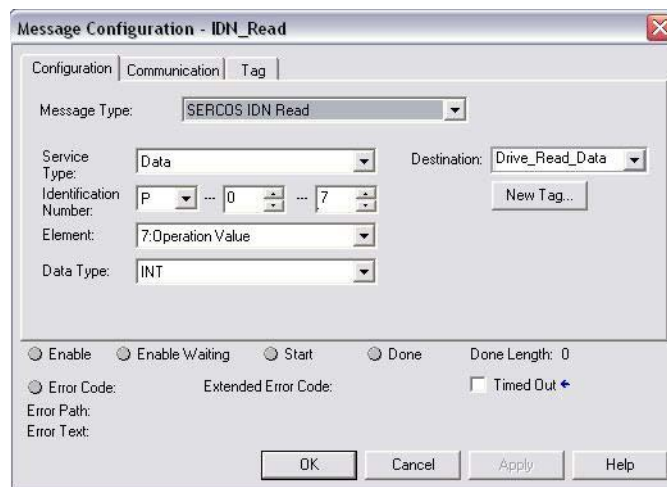 Message Configuration - IDN_Read
Configuration Communication Tag
Message Type: SERCOS IDN Read
Service Type: Data Destination: Drive_Read_Data
Identification Number: P --- 0 --- 7 New Tag...
Element: 7:Operation Value
Data Type: INT
Enable Enable Waiting Start Done Done Length: 0
Error Code: Extended Error Code: Timed Out
Error Path:
Error Text:
OK Cancel Apply Help